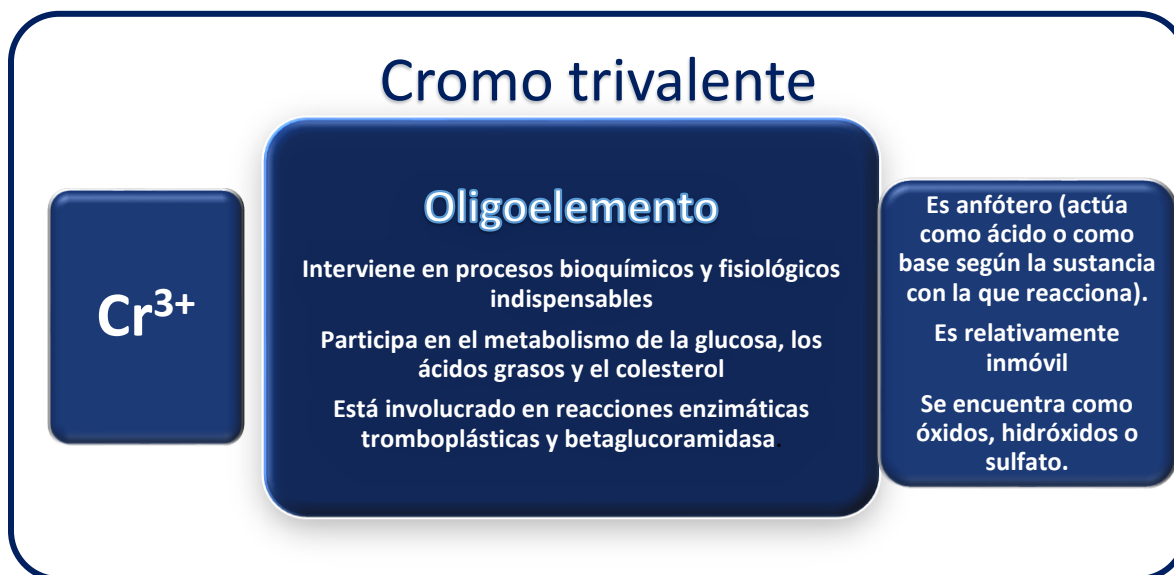 Cromo trivalente
Cr³⁺
Oligoelemento
Interviene en procesos bioquímicos y fisiológicos
indispensables
Participa en el metabolismo de la glucosa, los
ácidos grasos y el colesterol
Está involucrado en reacciones enzimáticas
tromboplásticas y betaglucoramidasa.
Es anfótero (actúa
como ácido o como
base según la sustancia
con la que reacciona).
Es relativamente
inmóvil
Se encuentra como
óxidos, hidróxidos o
sulfato.